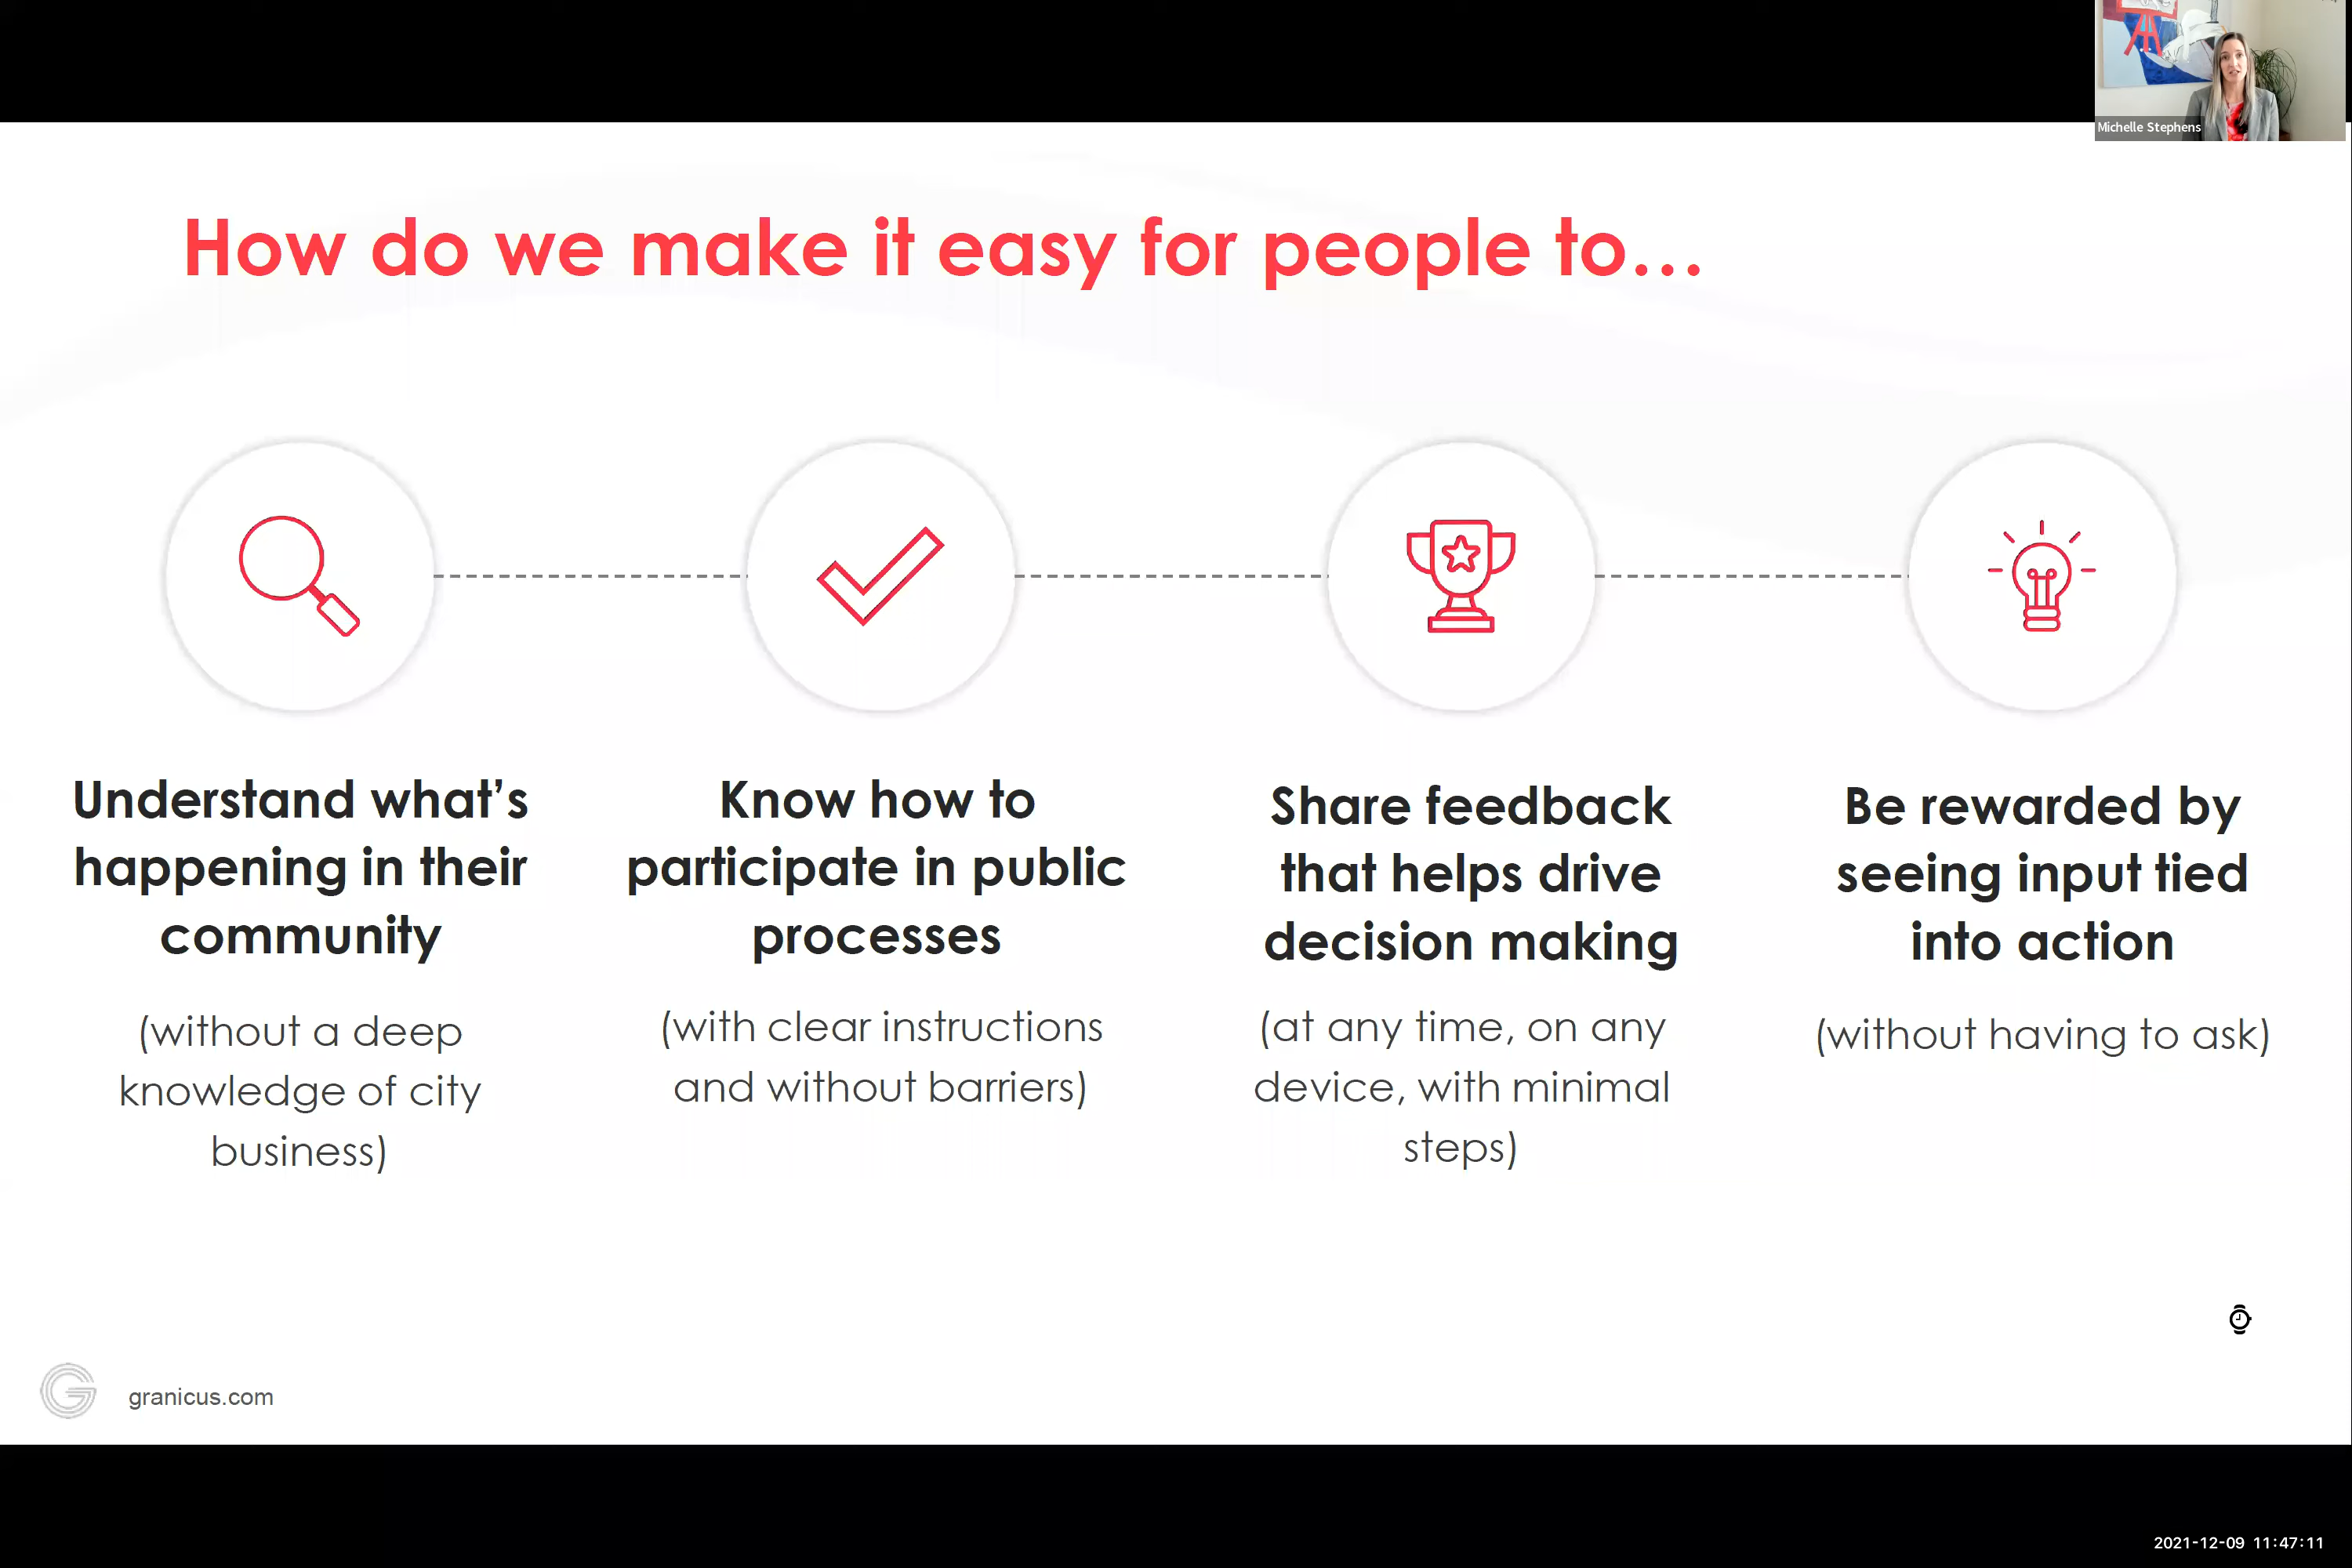 Michelle Stephens
How do we make it easy for people to...
Understand what's
happening in their
community
(without a deep
knowledge of city
business)
Know how to
participate in public
processes
(with clear instructions
and without barriers)
Share feedback
that helps drive
decision making
(at any time, on any
device, with minimal
steps)
Be rewarded by
seeing input tied
into action
(without having to ask)
granicus.com
2021-12-09 11:47:11